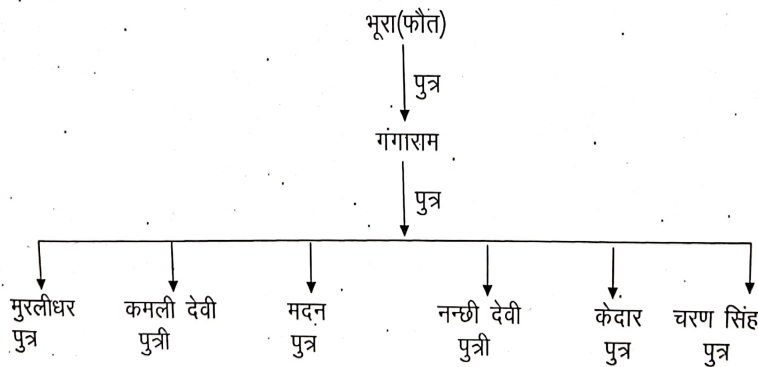 भूरा(फौत)
पुत्र
गंगाराम
पुत्र
मुरलीधर कमली देवी मदन नन्छी देवी केदार चरण सिंह
पुत्र पुत्री पुत्र पुत्री पुत्र पुत्र